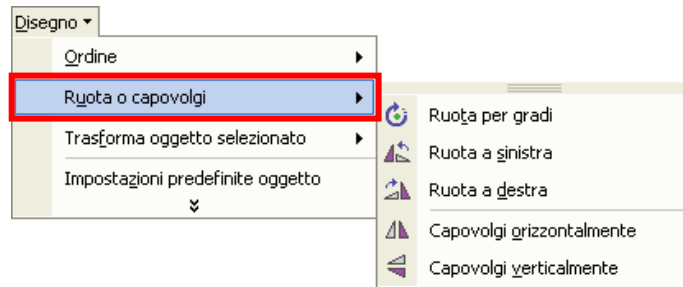 Disegno
Ordine
Ruota o capovolgi
Trasforma oggetto selezionato
Impostazioni predefinite oggetto
Ruota per gradi
Ruota a sinistra
Ruota a destra
Capovolgi orizzontalmente
Capovolgi verticalmente